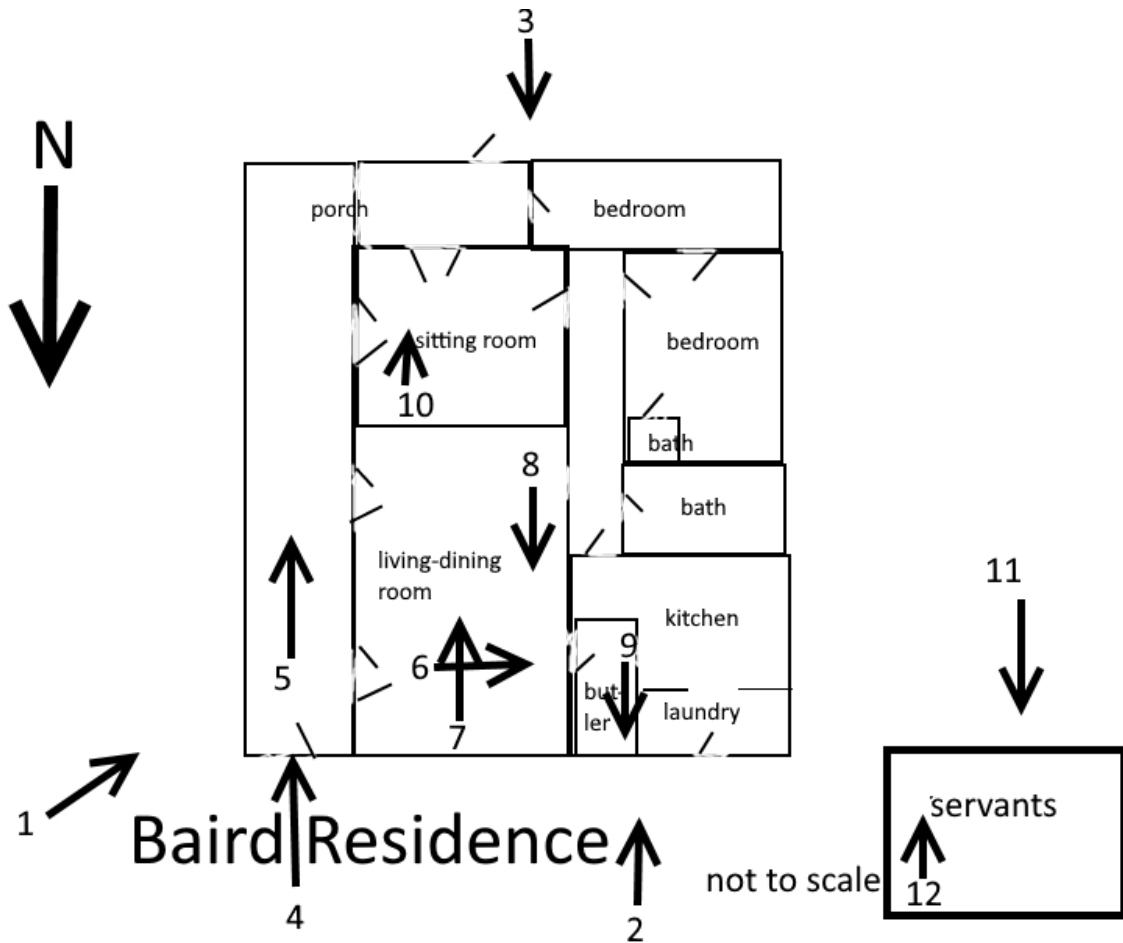 3
N
porch
bedroom
sitting room
bedroom
10
bath
8
bath
living-dining
room
11
kitchen
9
6
5
but-
ler
laundry
7
1
servants
Baird Residence
not to scale
12
4
2